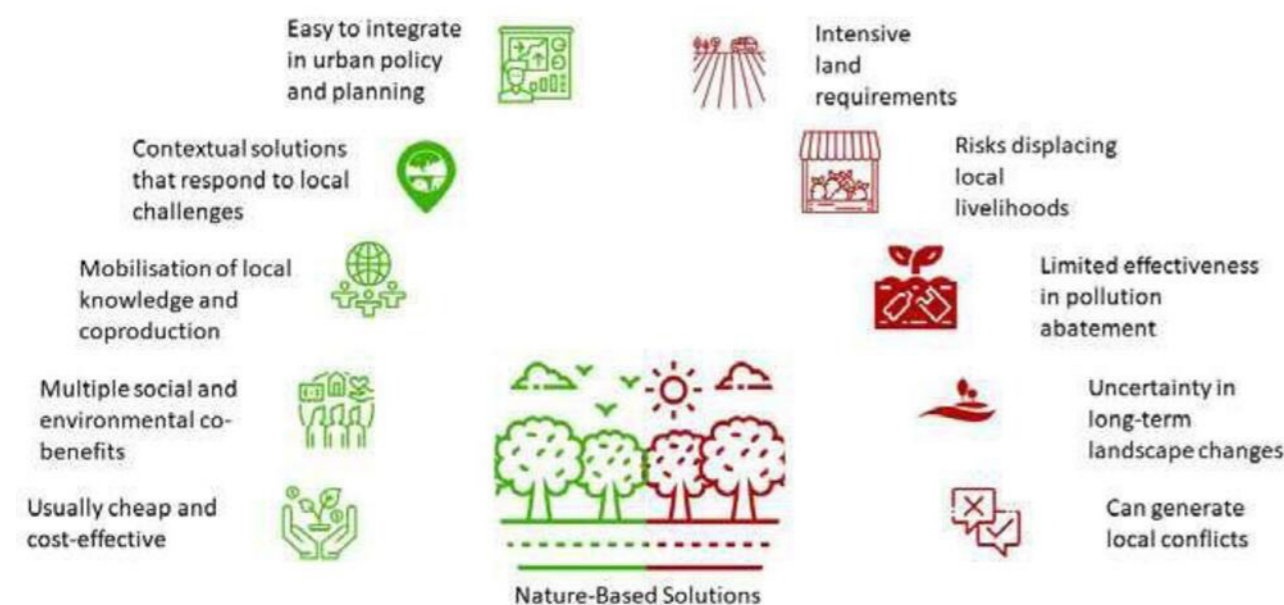 Easy to integrate
in urban policy
and planning
Intensive
land
requirements
Contextual solutions
that respond to local
challenges
Risks displacing
local
livelihoods
Mobilisation of local
knowledge and
coproduction
Limited effectiveness
in pollution
abatement
Multiple social and
environmental co-
benefits
Uncertainty in
long-term
landscape changes
Usually cheap and
cost-effective
Can generate
local conflicts
Nature-Based Solutions